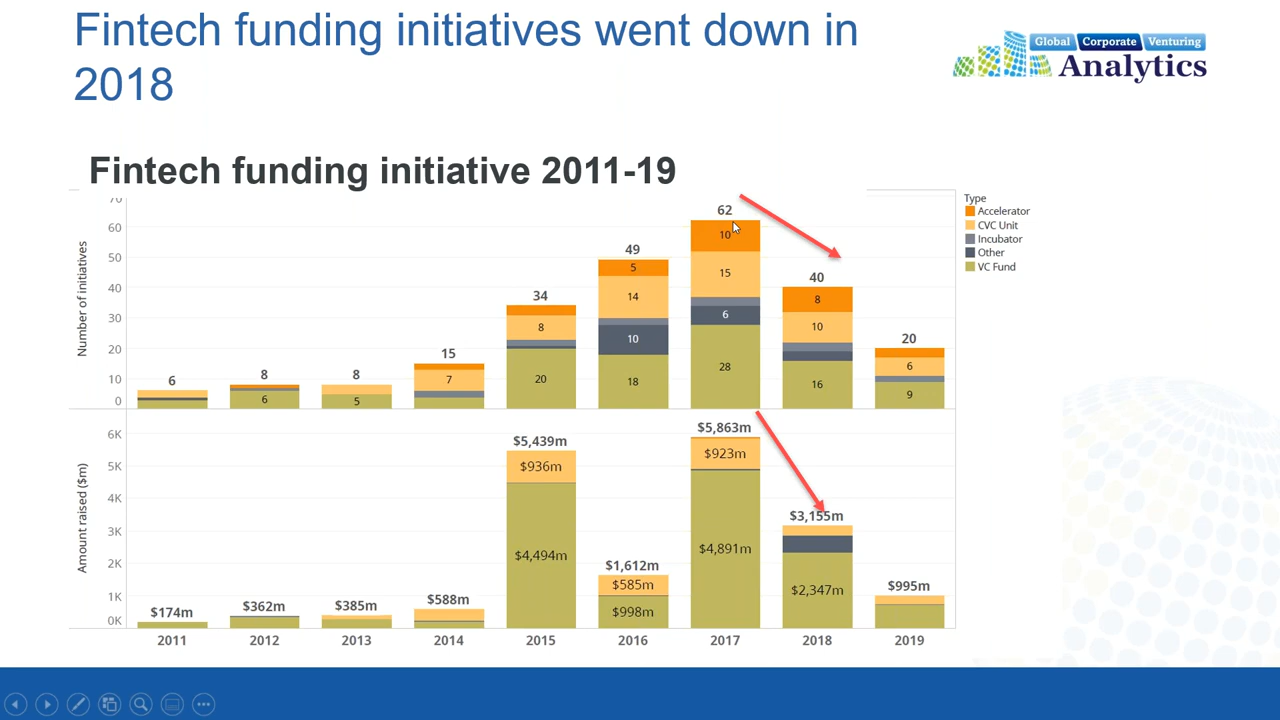 Fintech funding initiatives went down in
2018
Global Corporate Venturing
Analytics
Fintech funding initiative 2011-19
Type
Accelerator
CVC Unit
Incubator
Other
VC Fund
Number of initiatives
70
60
50
40
30
20
10
0
6
8
6
8
5
15
7
34
8
20
49
5
14
10
18
62
10
15
6
28
40
8
10
16
20
6
9
Amount raised ($m)
6K
5K
4K
3K
2K
1K
0K
$174m
$362m
$385m
$588m
$5,439m
$936m
$4,494m
$1,612m
$585m
$998m
$5,863m
$923m
$4,891m
$3,155m
$2,347m
$995m
2011 2012 2013 2014 2015 2016 2017 2018 2019